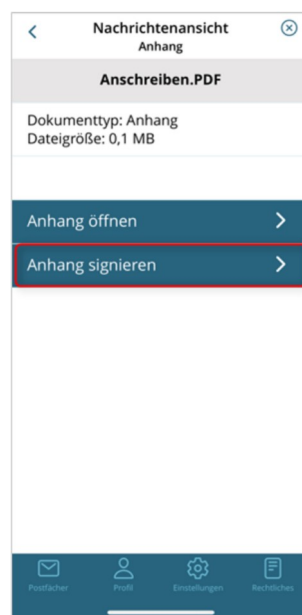 Nachrichtenansicht
Anhang
Anschreiben.PDF
Dokumenttyp: Anhang
Dateigröße: 0,1 MB
Anhang öffnen
Anhang signieren
Postfächer
Profil
Einstellungen
Rechtliches